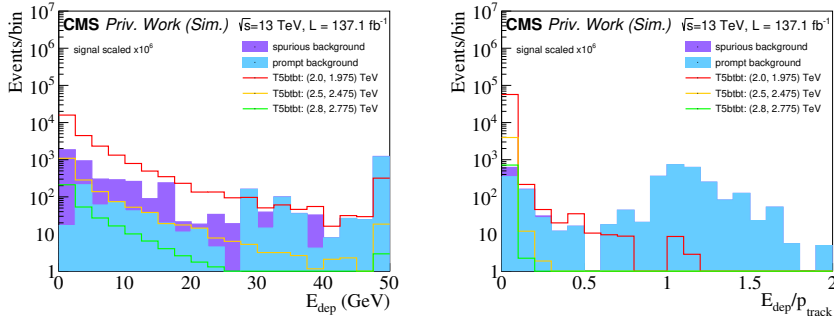 CMS Priv. Work (Sim.) √s=13 TeV, L = 137.1 fb⁻¹
signal scaled x10⁶
spurious background
prompt background
T5btbt: (2.0, 1.975) TeV
T5btbt: (2.5, 2.475) TeV
T5btbt: (2.8, 2.775) TeV
Events/bin
10⁷
10⁶
10⁵
10⁴
10³
10²
10
1
0 10 20 30 40 50
E_dep (GeV)
CMS Priv. Work (Sim.) √s=13 TeV, L = 137.1 fb⁻¹
signal scaled x10⁶
spurious background
prompt background
T5btbt: (2.0, 1.975) TeV
T5btbt: (2.5, 2.475) TeV
T5btbt: (2.8, 2.775) TeV
Events/bin
10⁷
10⁶
10⁵
10⁴
10³
10²
10
1
0 0.5 1 1.5 2
E_dep/p_track